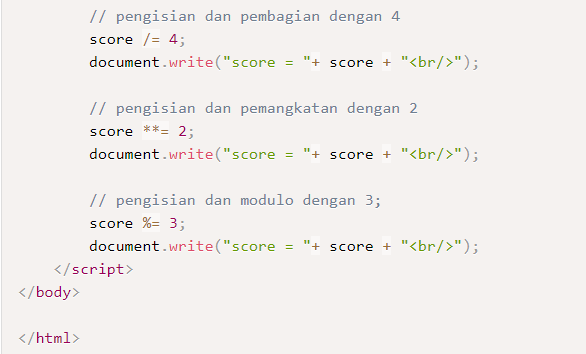 // pengisian dan pembagian dengan 4
score /= 4;
document.write("score = "+ score + "<br/>");
// pengisian dan pemangkatan dengan 2
score **= 2;
document.write("score = "+ score + "<br/>");
// pengisian dan modulo dengan 3;
score %= 3;
document.write("score = "+ score + "<br/>");
</script>
</body>
</html>